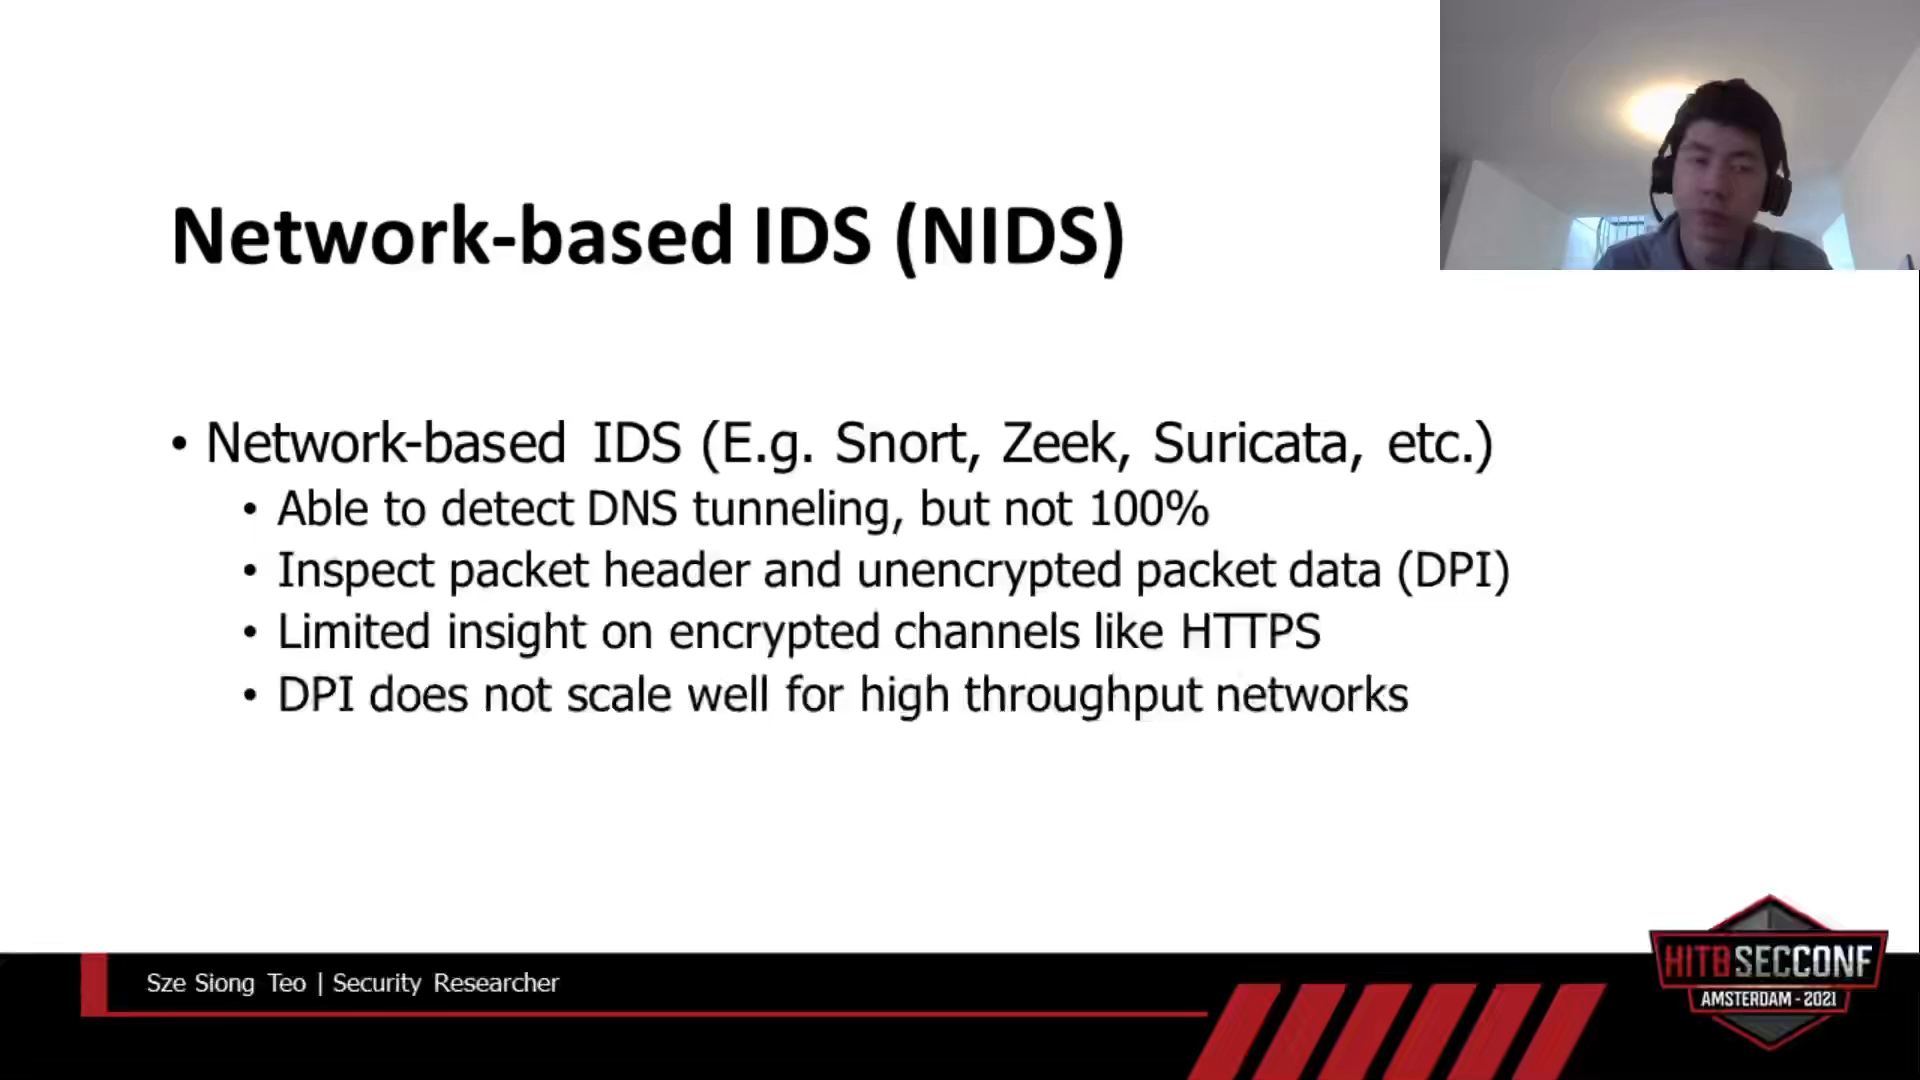 Network-based IDS (NIDS)
• Network-based IDS (E.g. Snort, Zeek, Suricata, etc.)
• Able to detect DNS tunneling, but not 100%
• Inspect packet header and unencrypted packet data (DPI)
• Limited insight on encrypted channels like HTTPS
• DPI does not scale well for high throughput networks
Sze Siong Teo | Security Researcher
HITBSECCONF
AMSTERDAM - 2021